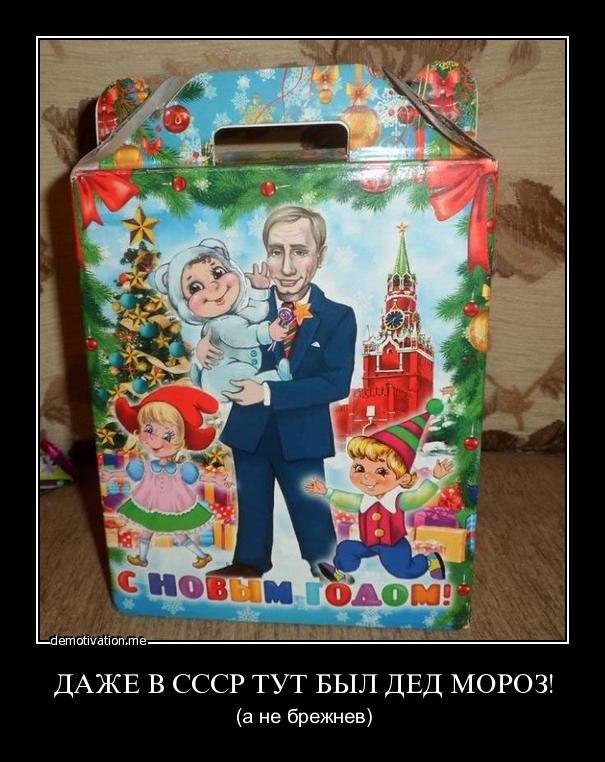 С НОВЫМ ГОДОМ!
demotivation.me
ДАЖЕ В СССР ТУТ БЫЛ ДЕД МОРОЗ!
(а не брежнев)